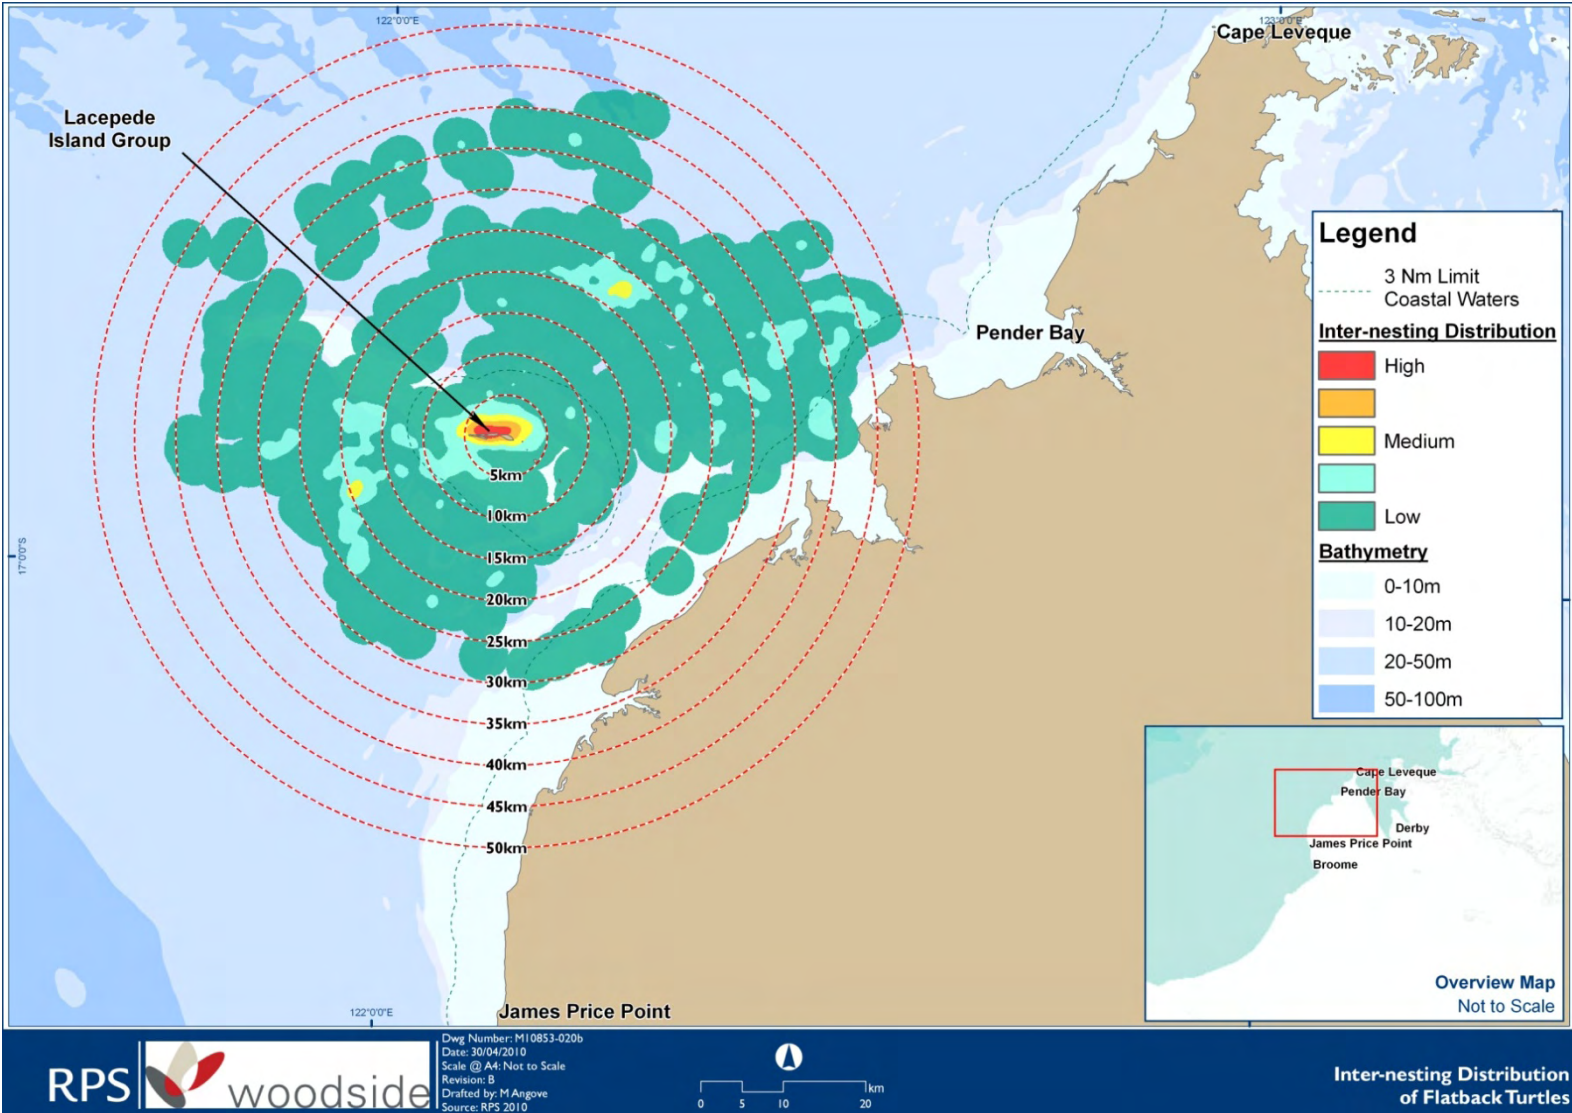 122°0'0"E
123°0'0"E
Cape Leveque
Lacepede
Island Group
Legend
3 Nm Limit
Coastal Waters
Inter-nesting Distribution
High
Medium
Low
Bathymetry
0-10m
10-20m
20-50m
50-100m
Pender Bay
5km
10km
15km
20km
25km
30km
35km
40km
45km
50km
17°0'0"S
Cape Leveque
Pender Bay
Derby
James Price Point
Broome
Overview Map
Not to Scale
122°0'0"E
James Price Point
RPS
woodside
Dwg Number: M10853-020b
Date: 30/04/2010
Scale @ A4: Not to Scale
Revision: B
Drafted by: M Angove
Source: RPS 2010
km
0 5 10 20
Inter-nesting Distribution
of Flatback Turtles